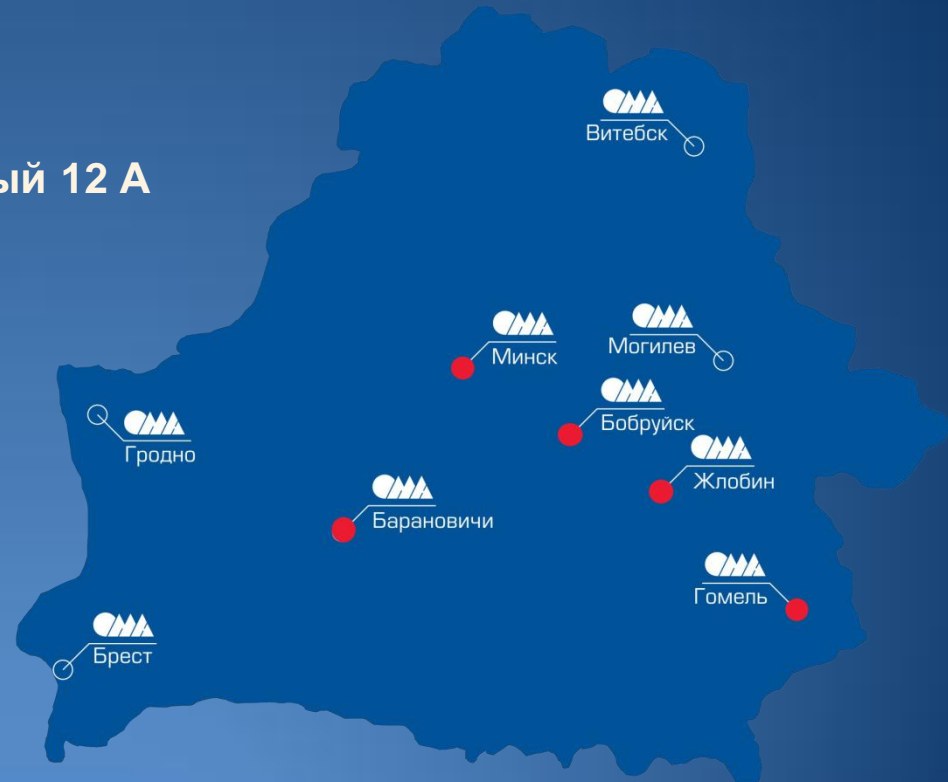 ый 12 А
ОМА
Витебск
ОМА
Минск
ОМА
Могилев
ОМА
Бобруйск
ОМА
Гродно
ОМА
Жлобин
ОМА
Барановичи
ОМА
Гомель
ОМА
Брест